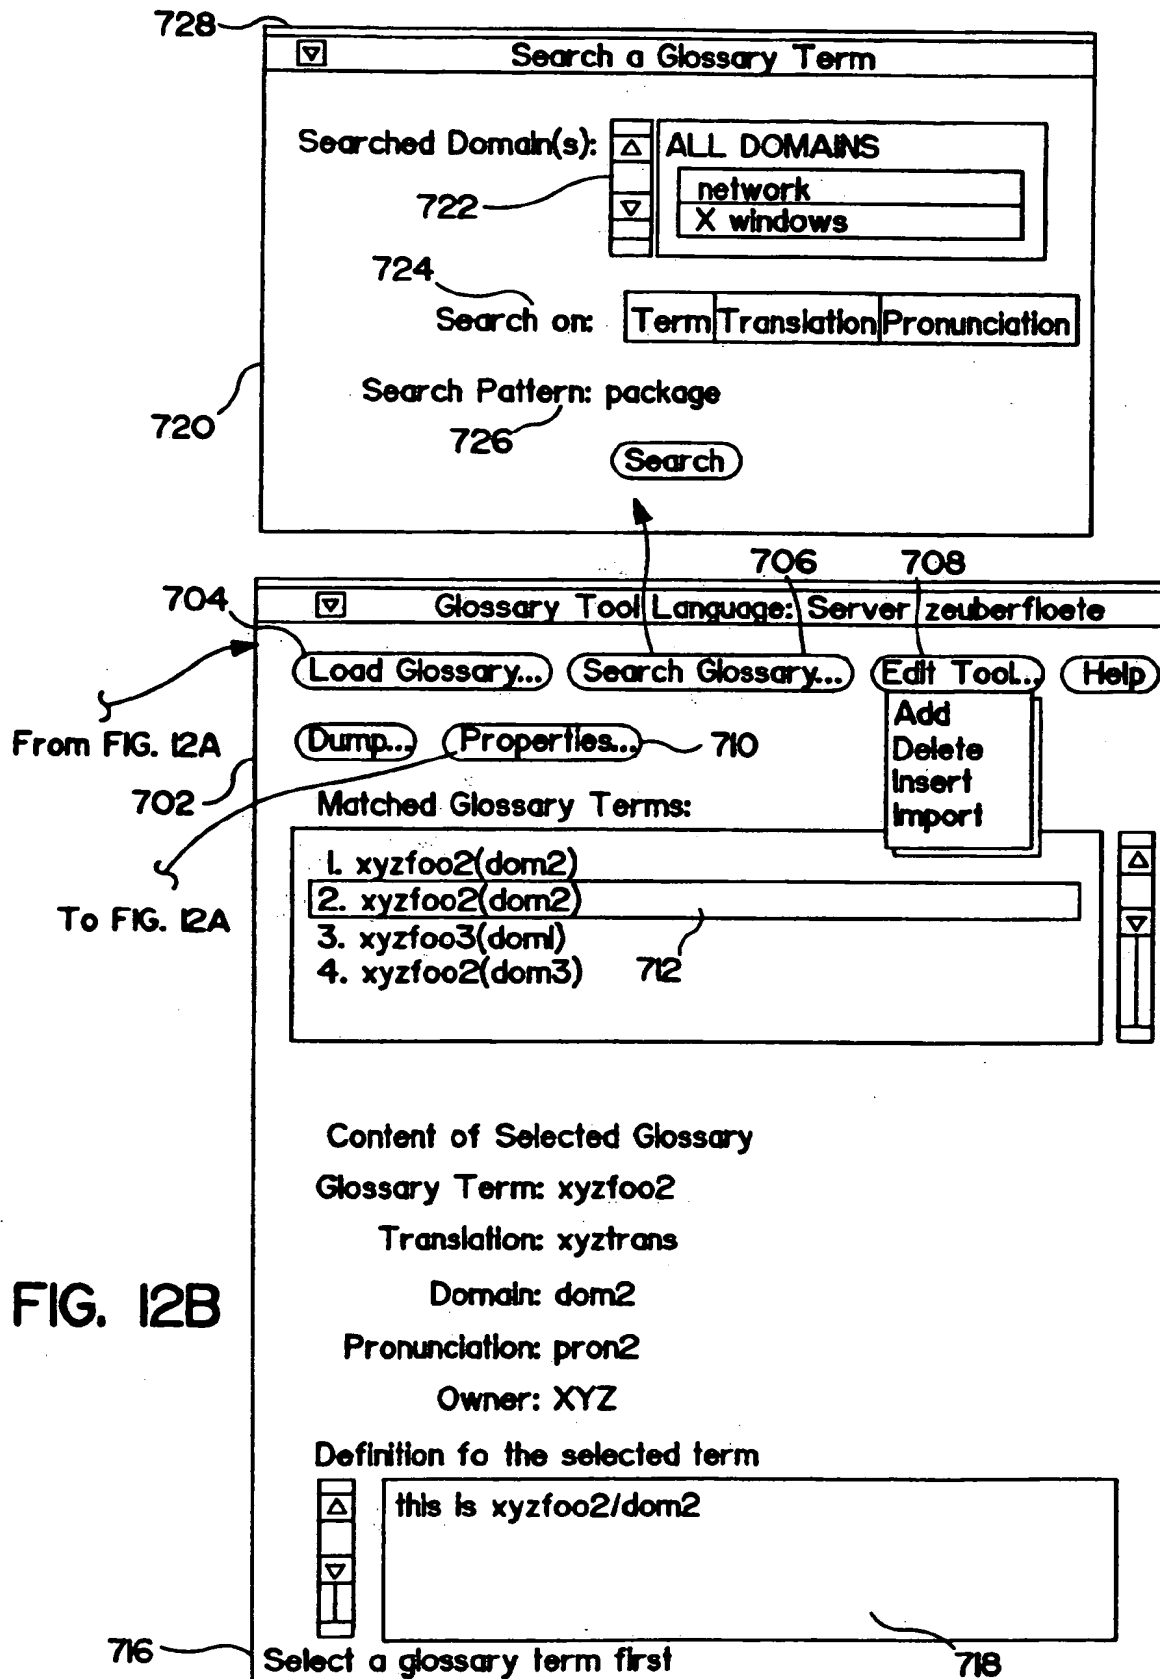 728
Search a Glossary Term
Searched Domain(s):
ALL DOMAINS
network
X windows
722
724
Search on: Term Translation Pronunciation
720
Search Pattern: package
726
Search
706 708
704
Glossary Tool Language: Server zeuberfloete
Load Glossary... Search Glossary... Edit Tool... Help
Add
Delete
Insert
Import
From FIG. 12A
Dump... Properties... 710
702
Matched Glossary Terms:
1. xyzfoo2(dom2)
2. xyzfoo2(dom2)
3. xyzfoo3(dom1)
4. xyzfoo2(dom3)
712
To FIG. 12A
Content of Selected Glossary
Glossary Term: xyzfoo2
Translation: xyztrans
Domain: dom2
FIG. 12B
Pronunciation: pron2
Owner: XYZ
Definition fo the selected term
this is xyzfoo2/dom2
716
Select a glossary term first
718